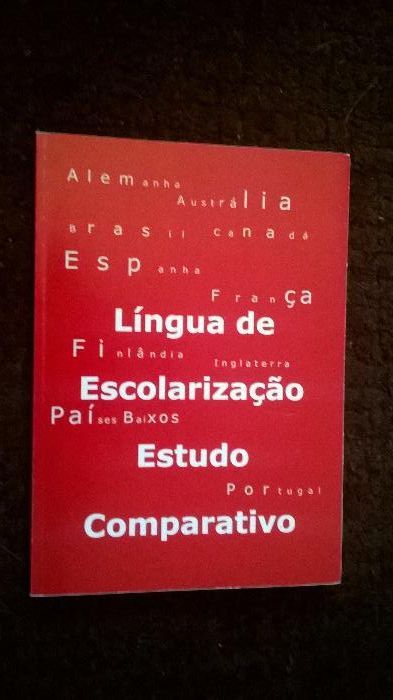 Alemanha
Austrália
Brasil Canadá
Espanha
França
Língua de
Finlândia Inglaterra
Escolarização
Países Baixos
Estudo
Portugal
Comparativo